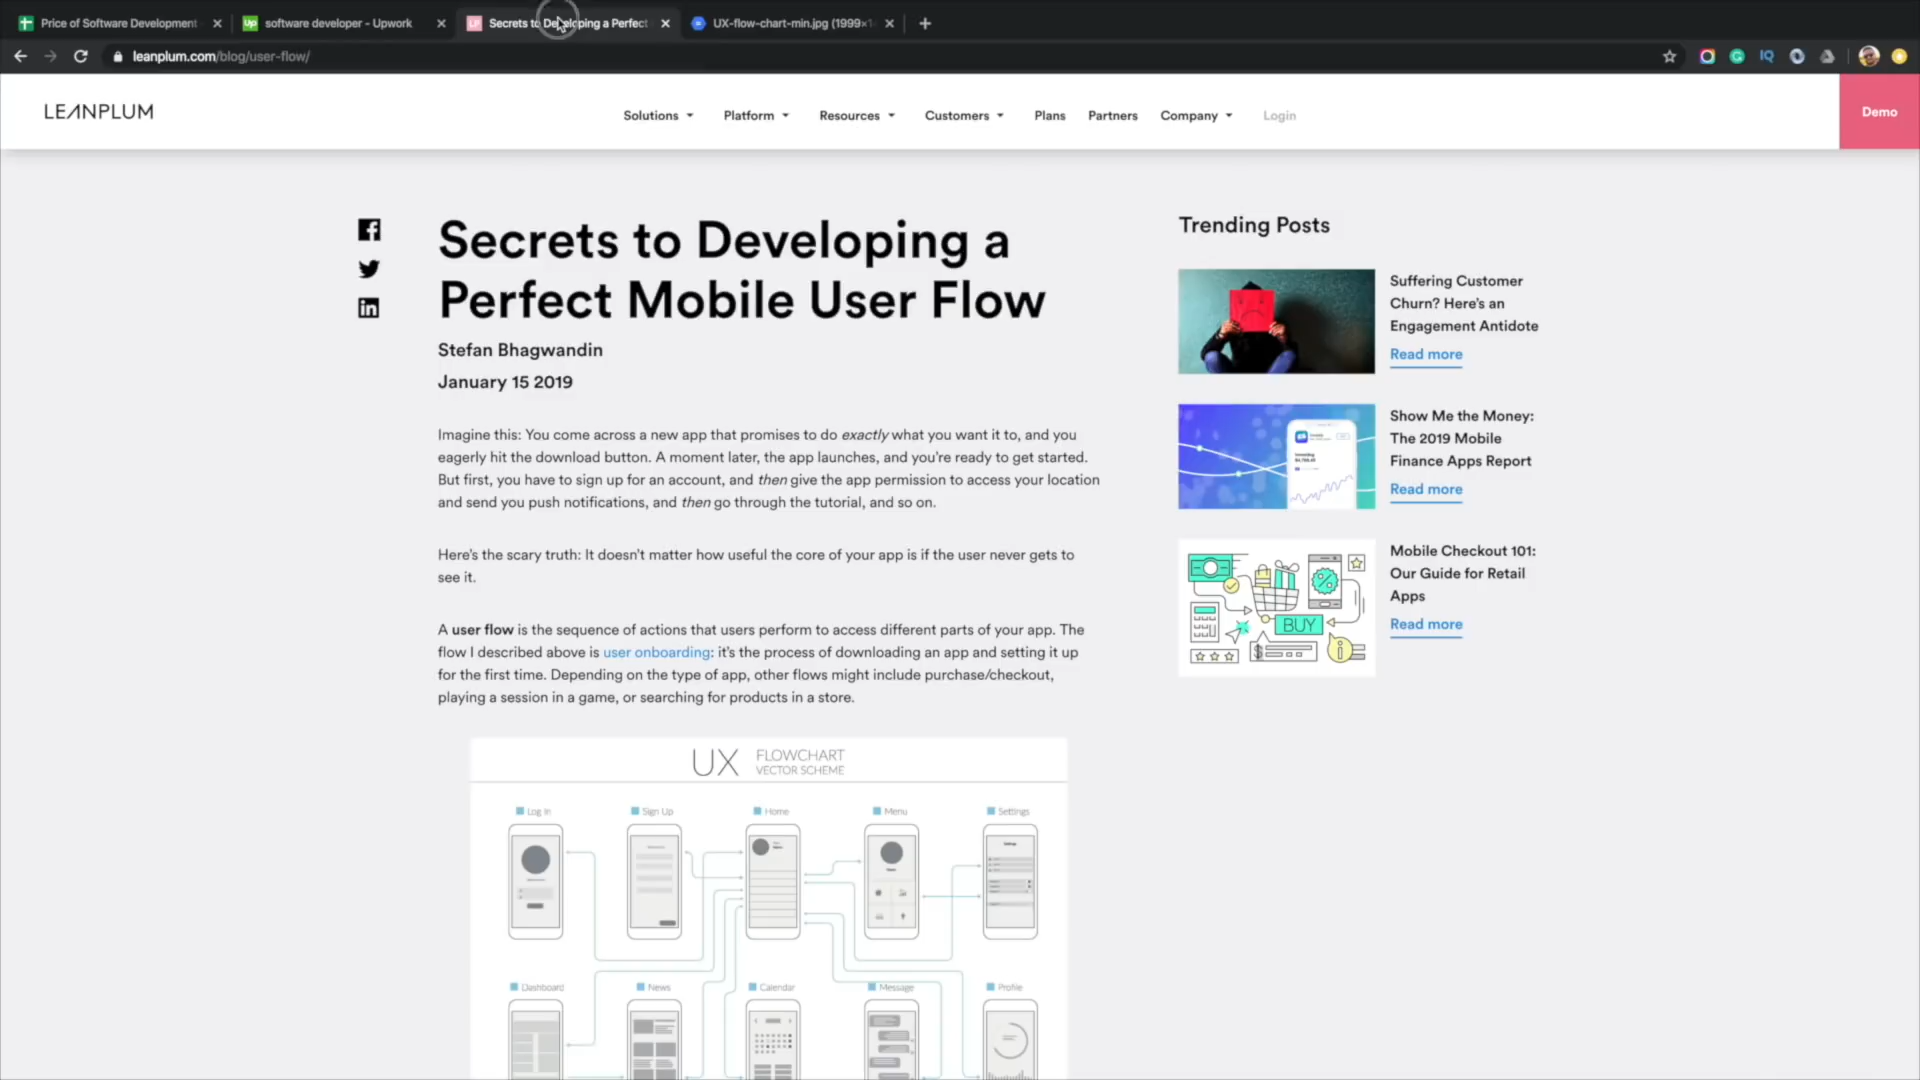 Price of Software Development
software developer - Upwork
Secrets to Developing a Perfect
UX-flow-chart-min.jpg (1999×1
leanplum.com/blog/user-flow/
LEANPLUM
Solutions
Platform
Resources
Customers
Plans
Partners
Company
Login
Demo
Secrets to Developing a
Perfect Mobile User Flow
Stefan Bhagwandin
January 15 2019
Imagine this: You come across a new app that promises to do exactly what you want it to, and you
eagerly hit the download button. A moment later, the app launches, and you're ready to get started.
But first, you have to sign up for an account, and then give the app permission to access your location
and send you push notifications, and then go through the tutorial, and so on.
Here's the scary truth: It doesn't matter how useful the core of your app is if the user never gets to
see it.
A user flow is the sequence of actions that users perform to access different parts of your app. The
flow I described above is user onboarding: it's the process of downloading an app and setting it up
for the first time. Depending on the type of app, other flows might include purchase/checkout,
playing a session in a game, or searching for products in a store.
UX FLOWCHART
VECTOR SCHEME
Log In
Sign Up
Home
Menu
Settings
Dashboard
News
Calendar
Message
Profile
Trending Posts
Suffering Customer
Churn? Here's an
Engagement Antidote
Read more
Show Me the Money:
The 2019 Mobile
Finance Apps Report
Read more
BUY
Mobile Checkout 101:
Our Guide for Retail
Apps
Read more